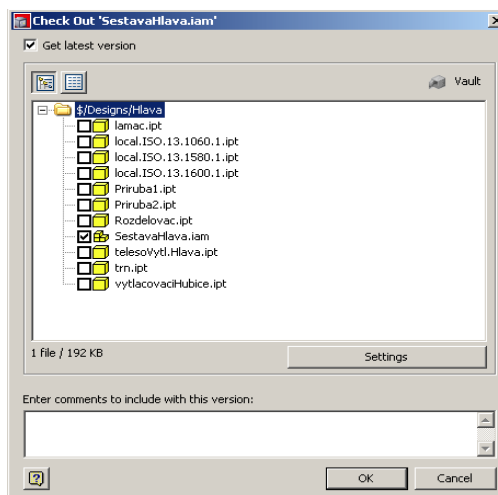 Check Out 'SestavaHlava.iam'
Get latest version
Vault
$/Designs/Hlava
lamac.ipt
local.ISO.13.1060.1.ipt
local.ISO.13.1580.1.ipt
local.ISO.13.1600.1.ipt
Priruba1.ipt
Priruba2.ipt
Rozdelovac.ipt
SestavaHlava.iam
telesoVytl.Hlava.ipt
trn.ipt
vytlacovaciHubice.ipt
1 file / 192 KB
Settings
Enter comments to include with this version:
OK
Cancel